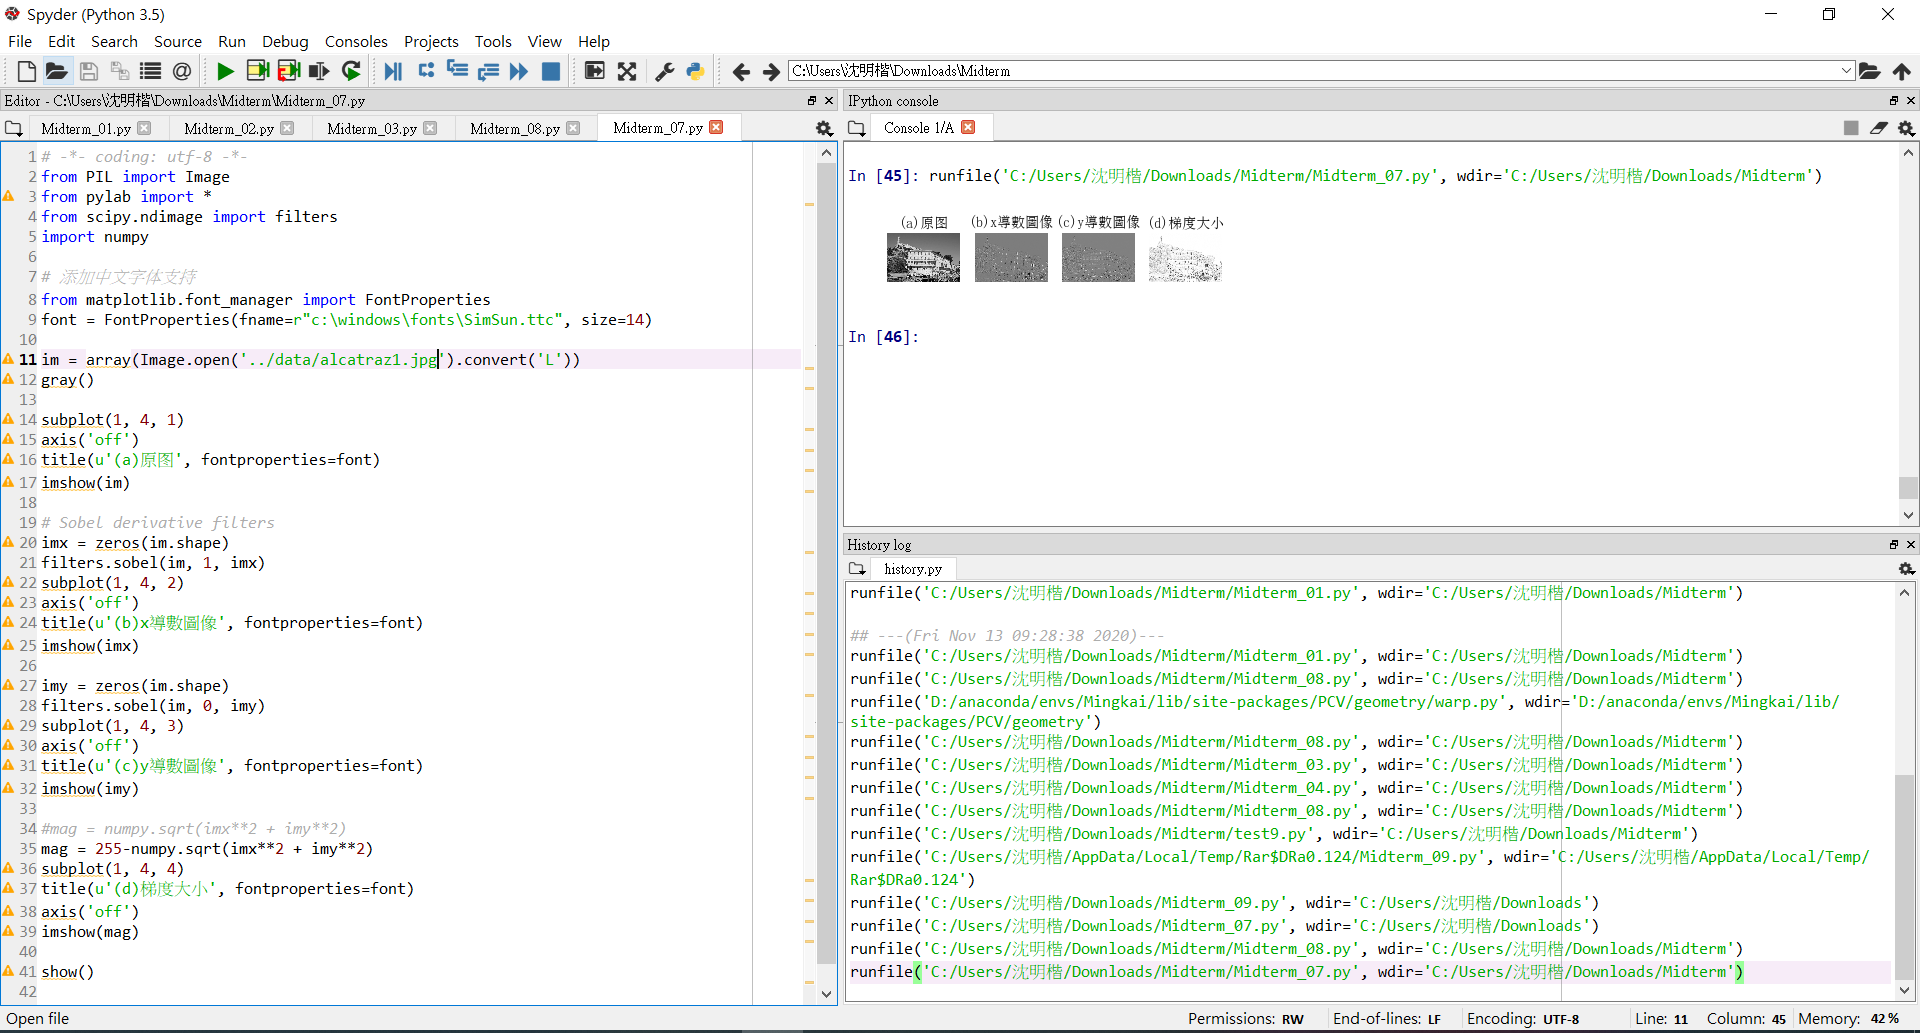 Spyder (Python 3.5)
File Edit Search Source Run Debug Consoles Projects Tools View Help
C:\Users\沈明楷\Downloads\Midterm
Editor - C:\Users\沈明楷\Downloads\Midterm\Midterm_07.py
Midterm_01.py Midterm_02.py Midterm_03.py Midterm_08.py Midterm_07.py
1 # -*- coding: utf-8 -*-
2 from PIL import Image
3 from pylab import *
4 from scipy.ndimage import filters
5 import numpy
6
7 # 添加中文字体支持
8 from matplotlib.font_manager import FontProperties
9 font = FontProperties(fname=r"c:\windows\fonts\SimSun.ttc", size=14)
10
11 im = array(Image.open('../data/alcatraz1.jpg').convert('L'))
12 gray()
13
14 subplot(1, 4, 1)
15 axis('off')
16 title(u'(a)原图', fontproperties=font)
17 imshow(im)
18
19 # Sobel derivative filters
20 imx = zeros(im.shape)
21 filters.sobel(im, 1, imx)
22 subplot(1, 4, 2)
23 axis('off')
24 title(u'(b)x導數圖像', fontproperties=font)
25 imshow(imx)
26
27 imy = zeros(im.shape)
28 filters.sobel(im, 0, imy)
29 subplot(1, 4, 3)
30 axis('off')
31 title(u'(c)y導數圖像', fontproperties=font)
32 imshow(imy)
33
34 #mag = numpy.sqrt(imx**2 + imy**2)
35 mag = 255-numpy.sqrt(imx**2 + imy**2)
36 subplot(1, 4, 4)
37 title(u'(d)梯度大小', fontproperties=font)
38 axis('off')
39 imshow(mag)
40
41 show()
42
IPython console
Console 1/A
In [45]: runfile('C:/Users/沈明楷/Downloads/Midterm/Midterm_07.py', wdir='C:/Users/沈明楷/Downloads/Midterm')
(a)原图 (b)x導數圖像 (c)y導數圖像 (d)梯度大小
In [46]:
History log
history.py
runfile('C:/Users/沈明楷/Downloads/Midterm/Midterm_01.py', wdir='C:/Users/沈明楷/Downloads/Midterm')
## ---(Fri Nov 13 09:28:38 2020)---
runfile('C:/Users/沈明楷/Downloads/Midterm/Midterm_01.py', wdir='C:/Users/沈明楷/Downloads/Midterm')
runfile('C:/Users/沈明楷/Downloads/Midterm/Midterm_08.py', wdir='C:/Users/沈明楷/Downloads/Midterm')
runfile('D:/anaconda/envs/Mingkai/lib/site-packages/PCV/geometry/warp.py', wdir='D:/anaconda/envs/Mingkai/lib/
site-packages/PCV/geometry')
runfile('C:/Users/沈明楷/Downloads/Midterm/Midterm_08.py', wdir='C:/Users/沈明楷/Downloads/Midterm')
runfile('C:/Users/沈明楷/Downloads/Midterm/Midterm_03.py', wdir='C:/Users/沈明楷/Downloads/Midterm')
runfile('C:/Users/沈明楷/Downloads/Midterm/Midterm_04.py', wdir='C:/Users/沈明楷/Downloads/Midterm')
runfile('C:/Users/沈明楷/Downloads/Midterm/Midterm_08.py', wdir='C:/Users/沈明楷/Downloads/Midterm')
runfile('C:/Users/沈明楷/Downloads/Midterm/test9.py', wdir='C:/Users/沈明楷/Downloads/Midterm')
runfile('C:/Users/沈明楷/AppData/Local/Temp/Rar$DRa0.124/Midterm_09.py', wdir='C:/Users/沈明楷/AppData/Local/Temp/
Rar$DRa0.124')
runfile('C:/Users/沈明楷/Downloads/Midterm_09.py', wdir='C:/Users/沈明楷/Downloads')
runfile('C:/Users/沈明楷/Downloads/Midterm_07.py', wdir='C:/Users/沈明楷/Downloads')
runfile('C:/Users/沈明楷/Downloads/Midterm/Midterm_08.py', wdir='C:/Users/沈明楷/Downloads/Midterm')
runfile('C:/Users/沈明楷/Downloads/Midterm/Midterm_07.py', wdir='C:/Users/沈明楷/Downloads/Midterm')
Open file Permissions: RW End-of-lines: LF Encoding: UTF-8 Line: 11 Column: 45 Memory: 42 %